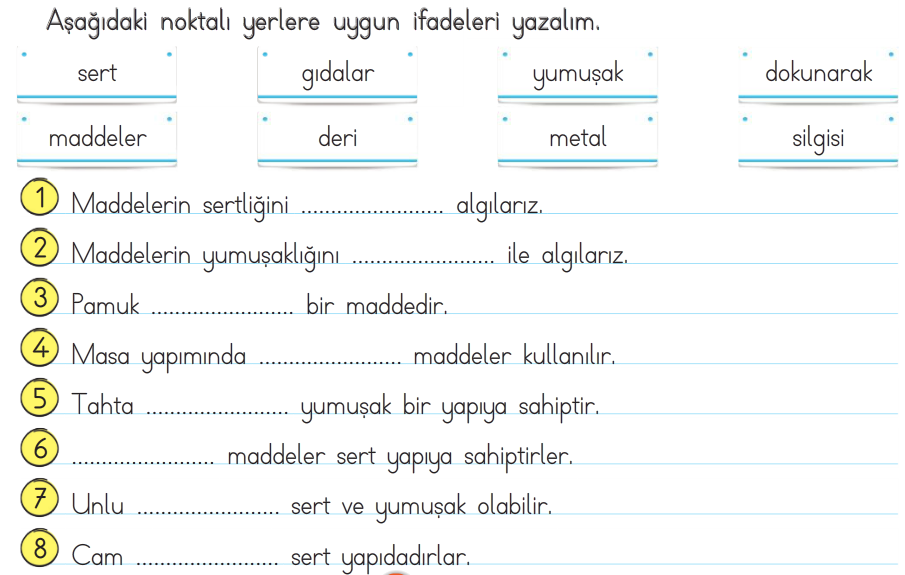 Aşağıdaki noktalı yerlere uygun ifadeleri yazalım.
sert gıdalar yumuşak dokunarak
maddeler deri metal silgisi
1 Maddelerin sertliğini ........................ algılarız.
2 Maddelerin yumuşaklığını ........................ ile algılarız.
3 Pamuk ........................ bir maddedir.
4 Masa yapımında ........................ maddeler kullanılır.
5 Tahta ........................ yumuşak bir yapıya sahiptir.
6 ........................ maddeler sert yapıya sahiptirler.
7 Unlu ........................ sert ve yumuşak olabilir.
8 Cam ........................ sert yapıdadırlar.